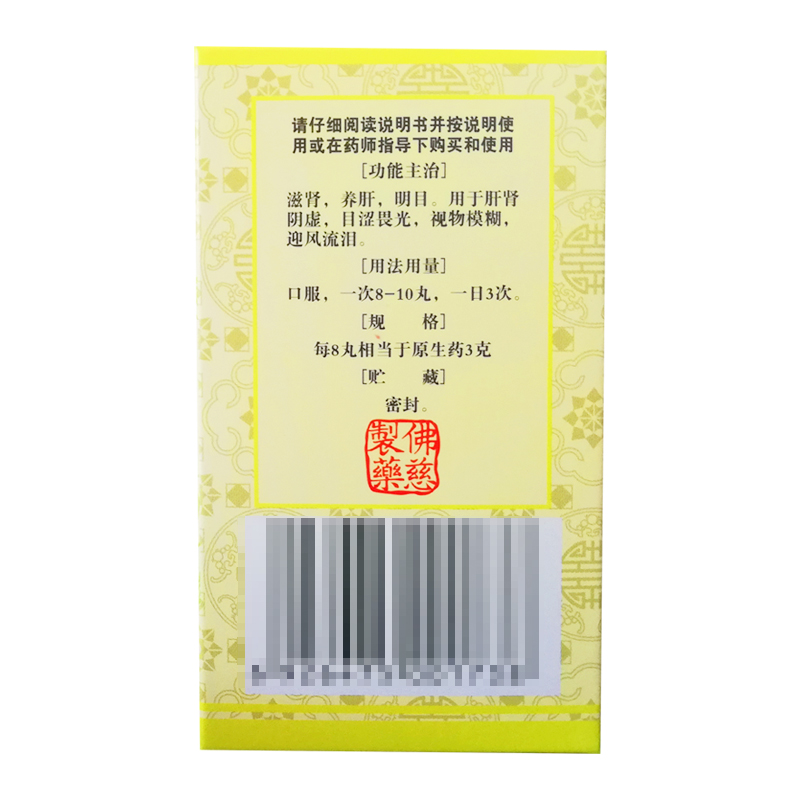 请仔细阅读说明书并按说明使
用或在药师指导下购买和使用
[功能主治]
滋肾，养肝，明目。用于肝肾
阴虚，目涩畏光，视物模糊，
迎风流泪。
[用法用量]
口服，一次8-10丸，一日3次。
[规　　格]
每8丸相当于原生药3克
[贮　　藏]
密封。
佛慈
製藥